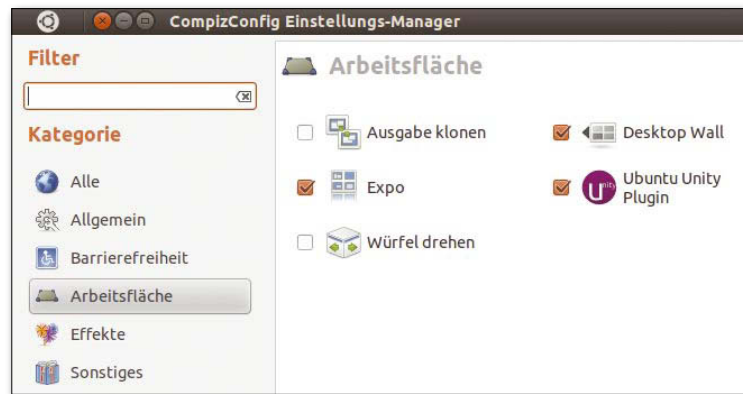 CompizConfig Einstellungs-Manager
Filter
Kategorie
Alle
Allgemein
Barrierefreiheit
Arbeitsfläche
Effekte
Sonstiges
Arbeitsfläche
Ausgabe klonen
Desktop Wall
Expo
Unity
Ubuntu Unity
Plugin
Würfel drehen